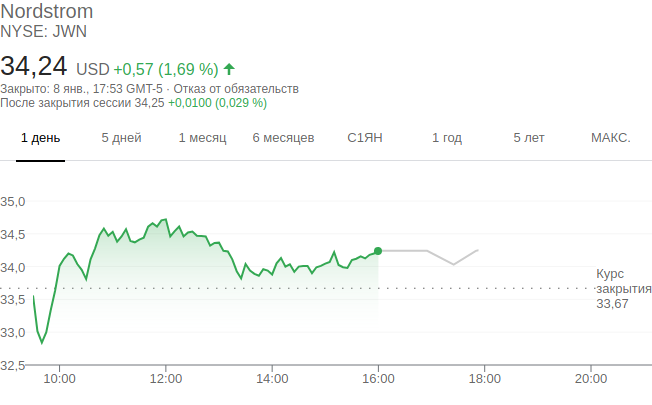 Nordstrom
NYSE: JWN
34,24 USD +0,57 (1,69 %)
Закрыто: 8 янв., 17:53 GMT-5 · Отказ от обязательств
После закрытия сессии 34,25 +0,0100 (0,029 %)
1 день 5 дней 1 месяц 6 месяцев С1ЯН 1 год 5 лет МАКС.
35,0
34,5
34,0
33,5
33,0
32,5
Курс
закрытия
33,67
10:00 12:00 14:00 16:00 18:00 20:00